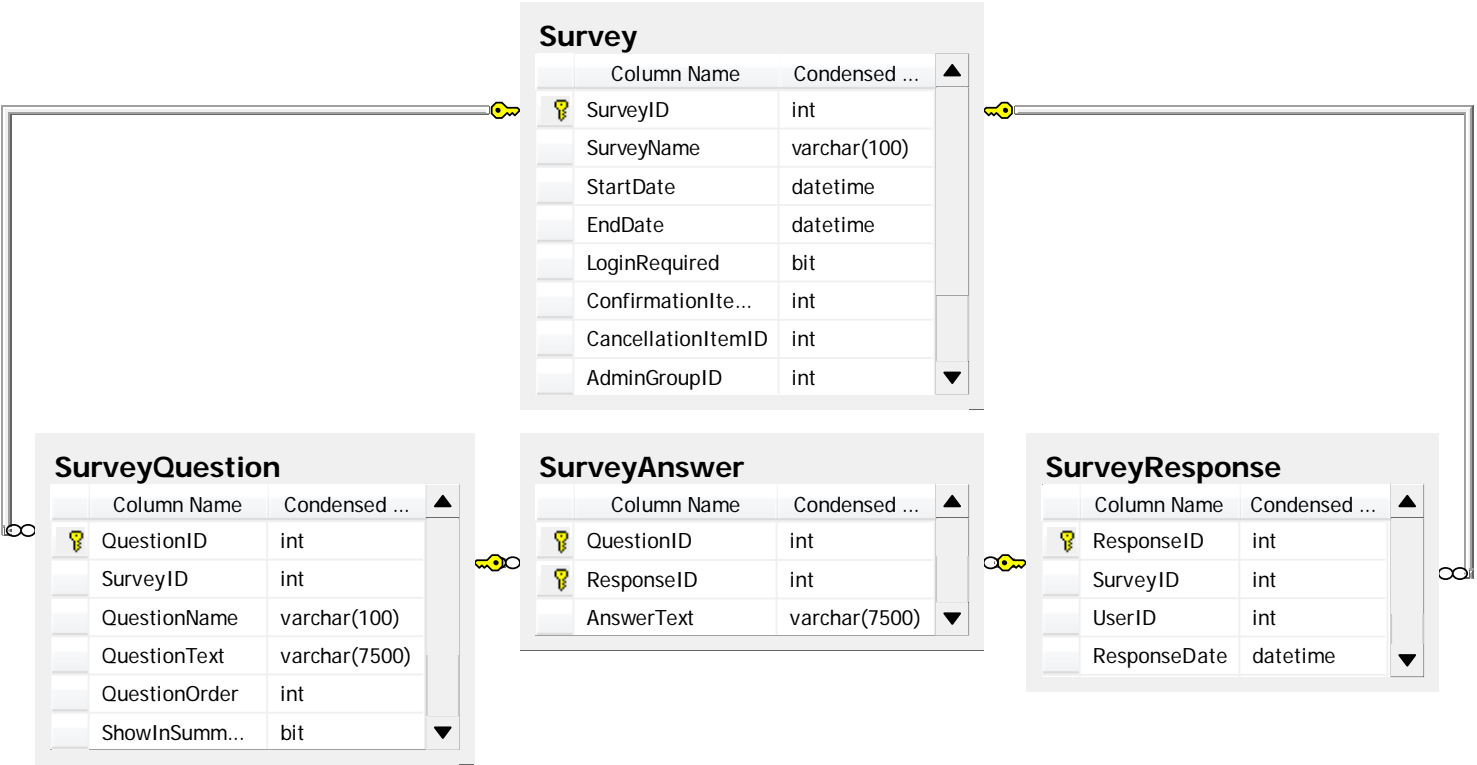 Survey
Column Name Condensed ...
SurveyID int
SurveyName varchar(100)
StartDate datetime
EndDate datetime
LoginRequired bit
ConfirmationIte... int
CancellationItemID int
AdminGroupID int
SurveyQuestion
Column Name Condensed ...
QuestionID int
SurveyID int
QuestionName varchar(100)
QuestionText varchar(7500)
QuestionOrder int
ShowInSumm... bit
SurveyAnswer
Column Name Condensed ...
QuestionID int
ResponseID int
AnswerText varchar(7500)
SurveyResponse
Column Name Condensed ...
ResponseID int
SurveyID int
UserID int
ResponseDate datetime